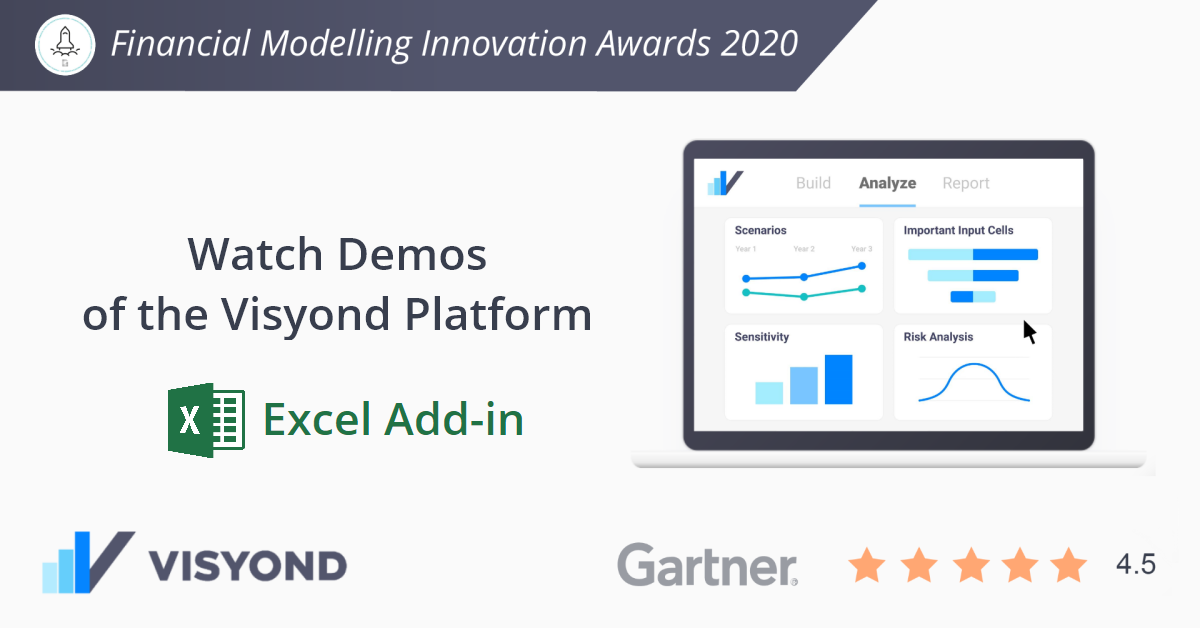 Financial Modelling Innovation Awards 2020
Watch Demos
of the Visyond Platform
X
Excel Add-in
Build Analyze Report
Scenarios
Year 1 Year 2 Year 3
Important Input Cells
Sensitivity
Risk Analysis
VISYOND
Gartner
4.5